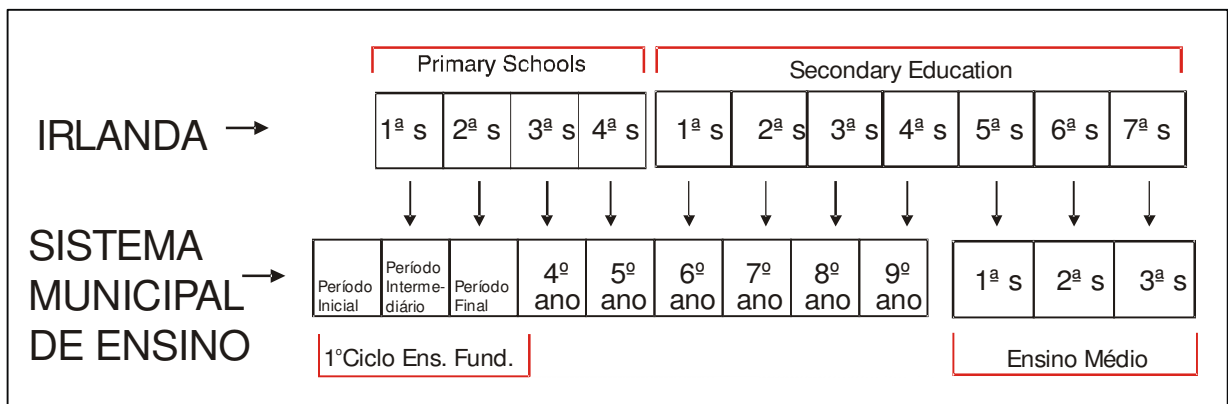 Primary Schools
Secondary Education
IRLANDA
1ª s 2ª s 3ª s 4ª s 1ª s 2ª s 3ª s 4ª s 5ª s 6ª s 7ª s
SISTEMA
MUNICIPAL
DE ENSINO
Período
Inicial
Período
Interme-
diário
Período
Final
4º
ano
5º
ano
6º
ano
7º
ano
8º
ano
9º
ano
1ª s 2ª s 3ª s
1°Ciclo Ens. Fund.
Ensino Médio